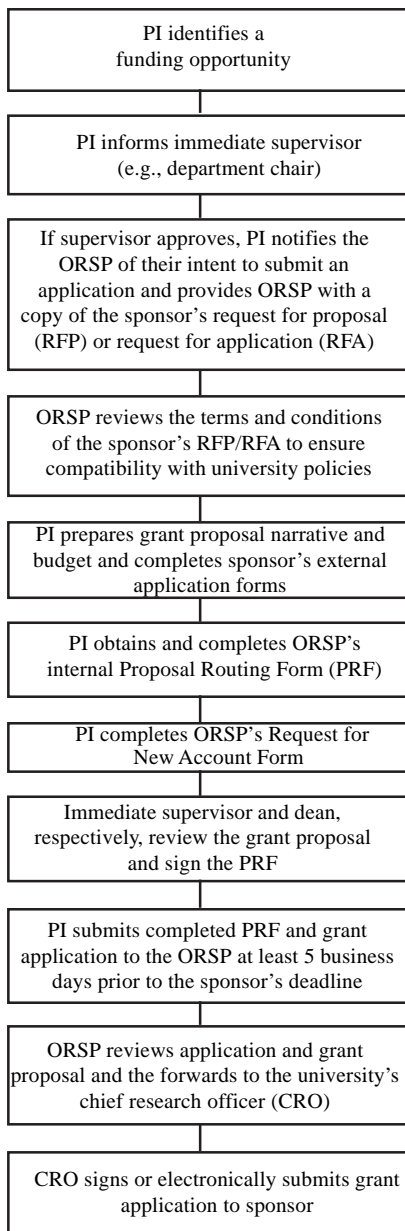 PI identifies a
funding opportunity
PI informs immediate supervisor
(e.g., department chair)
If supervisor approves, PI notifies the
ORSP of their intent to submit an
application and provides ORSP with a
copy of the sponsor’s request for proposal
(RFP) or request for application (RFA)
ORSP reviews the terms and conditions
of the sponsor’s RFP/RFA to ensure
compatibility with university policies
PI prepares grant proposal narrative and
budget and completes sponsor’s external
application forms
PI obtains and completes ORSP’s
internal Proposal Routing Form (PRF)
PI completes ORSP’s Request for
New Account Form
Immediate supervisor and dean,
respectively, review the grant proposal
and sign the PRF
PI submits completed PRF and grant
application to the ORSP at least 5 business
days prior to the sponsor’s deadline
ORSP reviews application and grant
proposal and the forwards to the university’s
chief research officer (CRO)
CRO signs or electronically submits grant
application to sponsor